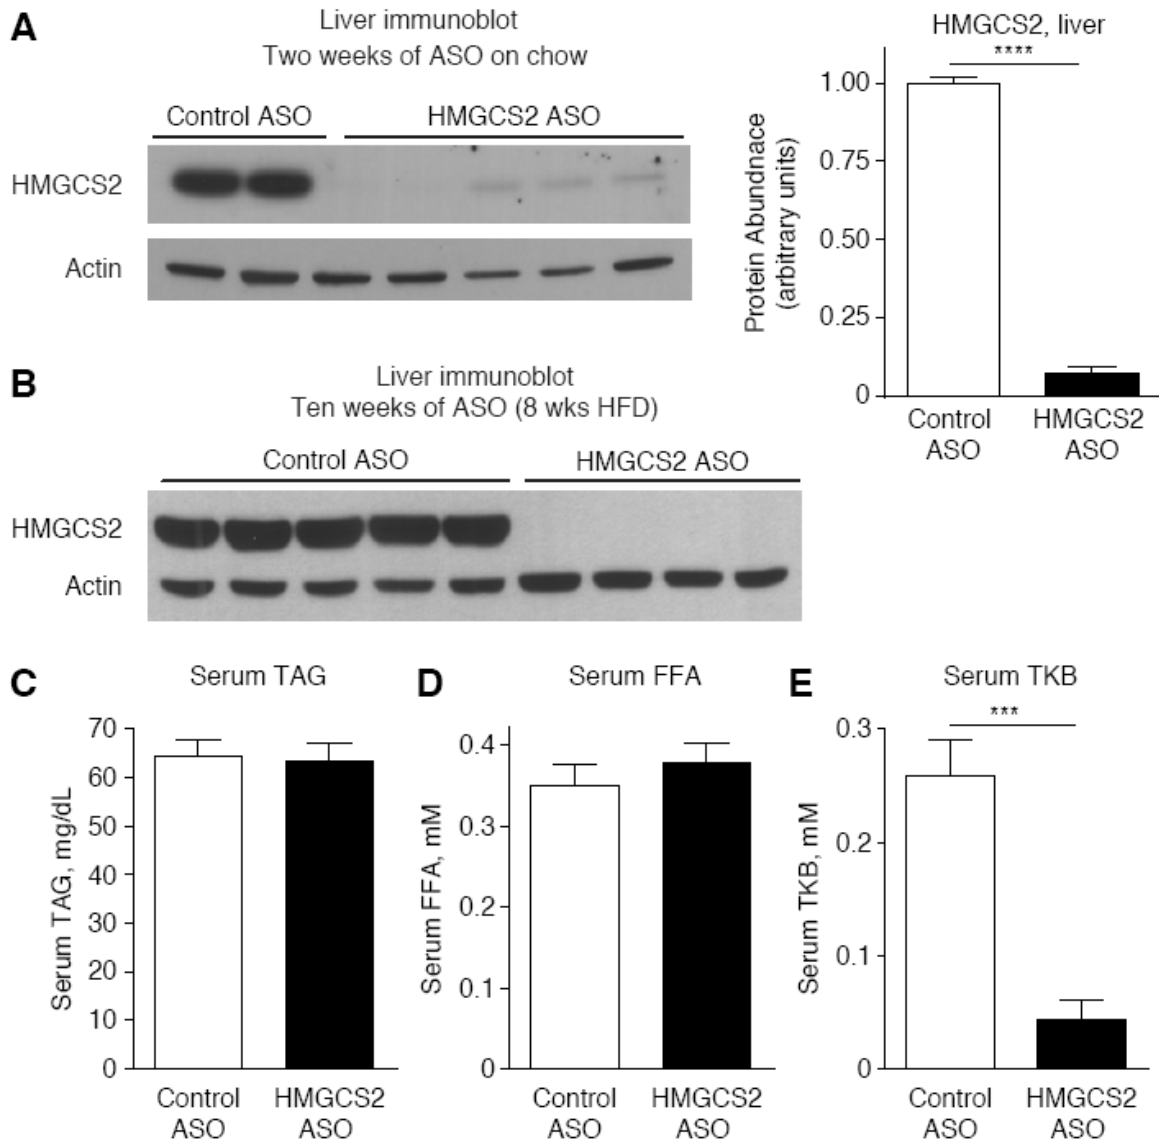 A
Liver immunoblot
Two weeks of ASO on chow
Control ASO
HMGCS2 ASO
HMGCS2
Actin
HMGCS2, liver
****
Protein Abundnace
(arbitrary units)
1.00
0.75
0.50
0.25
0
Control
ASO
HMGCS2
ASO
B
Liver immunoblot
Ten weeks of ASO (8 wks HFD)
Control ASO
HMGCS2 ASO
HMGCS2
Actin
C
Serum TAG
Serum TAG, mg/dL
70
60
50
40
30
20
10
0
Control
ASO
HMGCS2
ASO
D
Serum FFA
Serum FFA, mM
0.4
0.3
0.2
0.1
0
Control
ASO
HMGCS2
ASO
E
Serum TKB
***
Serum TKB, mM
0.3
0.2
0.1
0
Control
ASO
HMGCS2
ASO